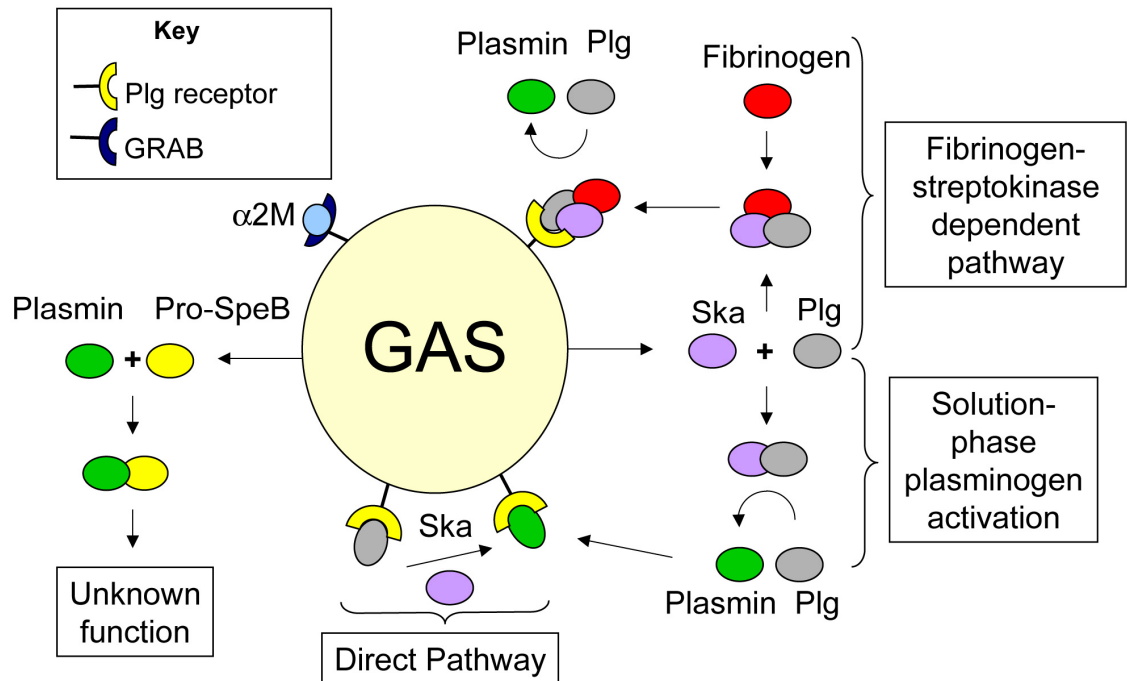 Key
Plg receptor
GRAB
Plasmin Plg
Fibrinogen
Fibrinogen-
streptokinase
dependent
pathway
α2M
Plasmin Pro-SpeB
+
GAS
Ska Plg
+
Solution-
phase
plasminogen
activation
Ska
Plasmin Plg
Unknown
function
Direct Pathway